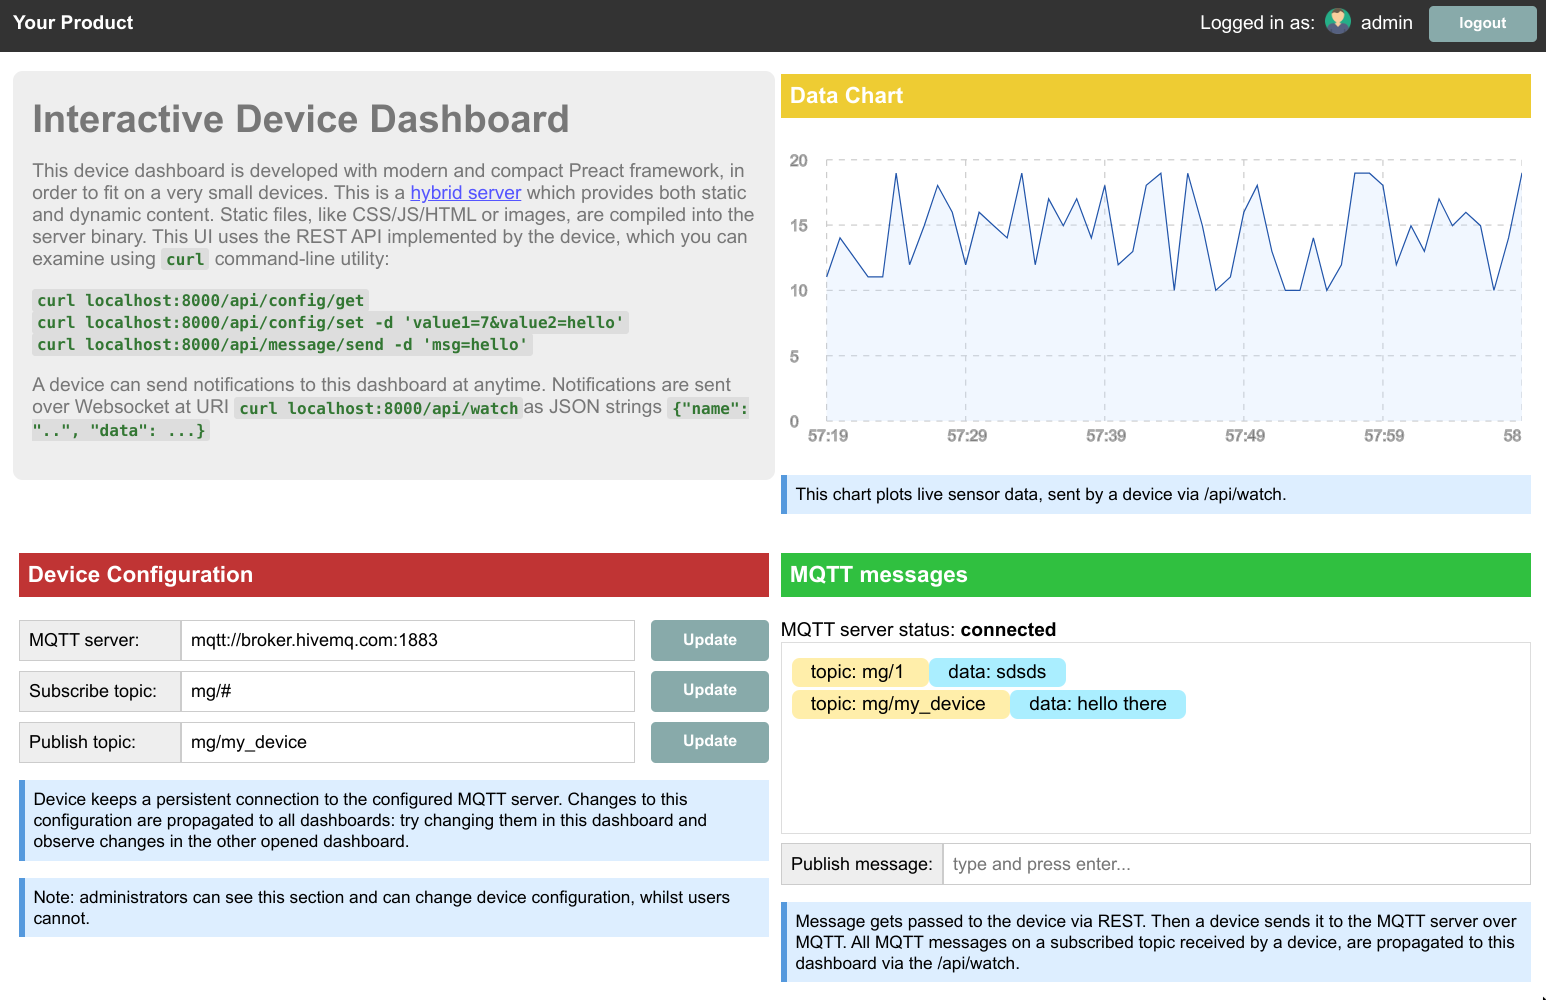 Your Product
Logged in as: admin
logout
Interactive Device Dashboard
This device dashboard is developed with modern and compact Preact framework, in
order to fit on a very small devices. This is a hybrid server which provides both static
and dynamic content. Static files, like CSS/JS/HTML or images, are compiled into the
server binary. This UI uses the REST API implemented by the device, which you can
examine using curl command-line utility:
curl localhost:8000/api/config/get
curl localhost:8000/api/config/set -d 'value1=7&value2=hello'
curl localhost:8000/api/message/send -d 'msg=hello'
A device can send notifications to this dashboard at anytime. Notifications are sent
over Websocket at URI curl localhost:8000/api/watch as JSON strings {"name":
"..", "data": ...}
Data Chart
20
15
10
5
0
57:19 57:29 57:39 57:49 57:59 58
This chart plots live sensor data, sent by a device via /api/watch.
Device Configuration
MQTT server: mqtt://broker.hivemq.com:1883 Update
Subscribe topic: mg/# Update
Publish topic: mg/my_device Update
Device keeps a persistent connection to the configured MQTT server. Changes to this
configuration are propagated to all dashboards: try changing them in this dashboard and
observe changes in the other opened dashboard.
Note: administrators can see this section and can change device configuration, whilst users
cannot.
MQTT messages
MQTT server status: connected
topic: mg/1 data: sdsds
topic: mg/my_device data: hello there
Publish message: type and press enter...
Message gets passed to the device via REST. Then a device sends it to the MQTT server over
MQTT. All MQTT messages on a subscribed topic received by a device, are propagated to this
dashboard via the /api/watch.